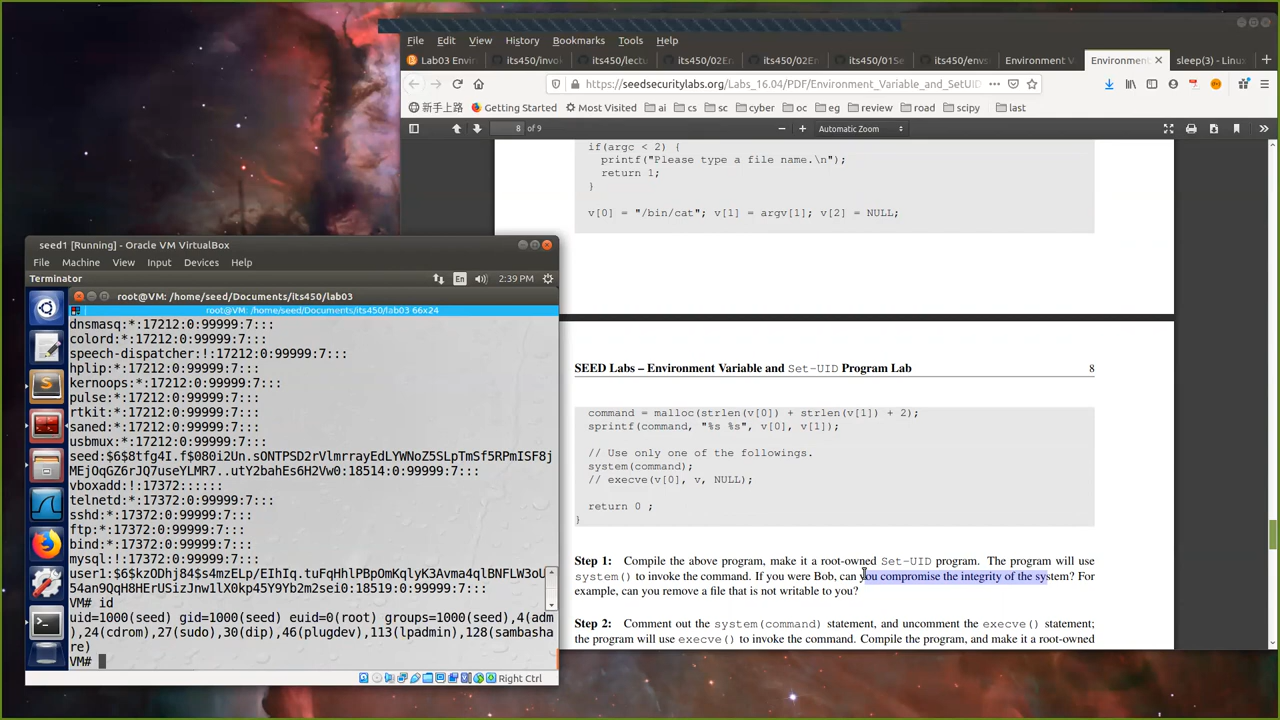 File Edit View History Bookmarks Tools Help
Lab03 Envir
its450/invo
its450/lectu
its450/02En
its450/02En
its450/01Se
its450/envs
Environment V
Environment
sleep(3) - Linu
https://seedsecuritylabs.org/Labs_16.04/PDF/Environment_Variable_and_SetUID
新手上路 Getting Started Most Visited ai cs sc cyber oc eg review road scipy last
8 of 9
Automatic Zoom
if(argc < 2) {
printf("Please type a file name.\n");
return 1;
}
v[0] = "/bin/cat"; v[1] = argv[1]; v[2] = NULL;
SEED Labs – Environment Variable and Set-UID Program Lab 8
command = malloc(strlen(v[0]) + strlen(v[1]) + 2);
sprintf(command, "%s %s", v[0], v[1]);
// Use only one of the followings.
system(command);
// execve(v[0], v, NULL);
return 0 ;
}
Step 1: Compile the above program, make it a root-owned Set-UID program. The program will use
system() to invoke the command. If you were Bob, can you compromise the integrity of the system? For
example, can you remove a file that is not writable to you?
Step 2: Comment out the system(command) statement, and uncomment the execve() statement;
the program will use execve() to invoke the command. Compile the program, and make it a root-owned
seed1 [Running] - Oracle VM VirtualBox
File Machine View Input Devices Help
Terminator
En
2:39 PM
root@VM: /home/seed/Documents/its450/lab03
root@VM: /home/seed/Documents/its450/lab03 66x24
dnsmasq:*:17212:0:99999:7:::
colord:*:17212:0:99999:7:::
speech-dispatcher:!:17212:0:99999:7:::
hplip:*:17212:0:99999:7:::
kernoops:*:17212:0:99999:7:::
pulse:*:17212:0:99999:7:::
rtkit:*:17212:0:99999:7:::
saned:*:17212:0:99999:7:::
usbmux:*:17212:0:99999:7:::
seed:$6$8tfg4I.f$080i2Un.sONTPSD2rVlmrrayEdLYWNoZ5SLpTmSf5RPmISF8j
MEjOqGZ6rJQ7useYLMR7..utY2bahEs6H2Vw0:18514:0:99999:7:::
vboxadd:!:17372::::::
telnetd:*:17372:0:99999:7:::
sshd:*:17372:0:99999:7:::
ftp:*:17372:0:99999:7:::
bind:*:17372:0:99999:7:::
mysql:!:17372:0:99999:7:::
user1:$6$kzODhj84$s4mzELp/EIhIq.tuFqHhlPBpOmKqlyK3Avma4qlBNFLW3oU
54an9QqH8HErUSizJnw1lX0kp45Y9Yb2m2sei0:18519:0:99999:7:::
VM# id
uid=1000(seed) gid=1000(seed) euid=0(root) groups=1000(seed),4(adm
),24(cdrom),27(sudo),30(dip),46(plugdev),113(lpadmin),128(sambasha
re)
VM#
Right Ctrl